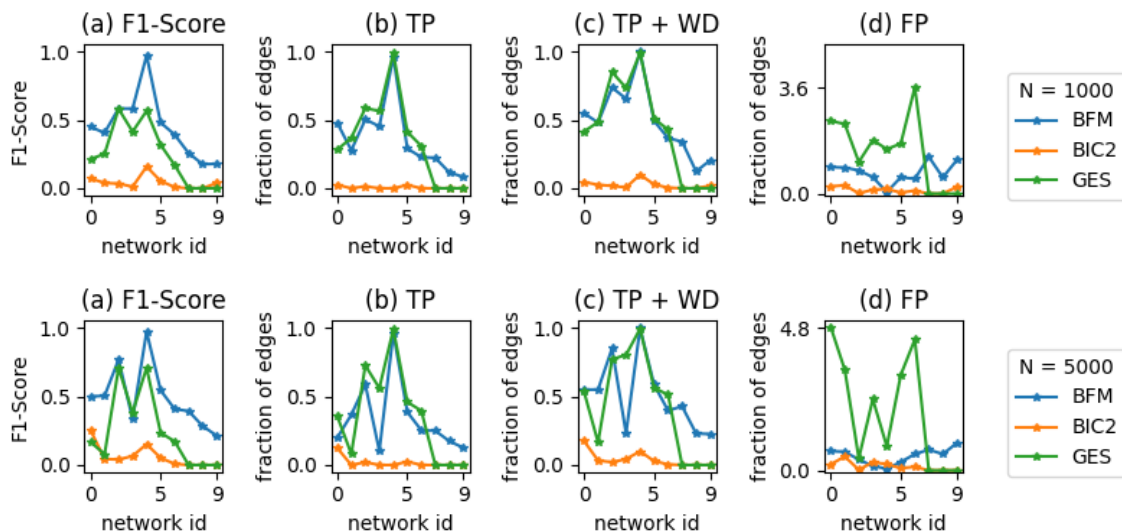 (a) F1-Score
(b) TP
(c) TP + WD
(d) FP
F1-Score
1.0
0.5
0.0
0 5 9
network id
fraction of edges
1.0
0.5
0.0
0 5 9
network id
fraction of edges
1.0
0.5
0.0
0 5 9
network id
fraction of edges
3.6
0.0
0 5 9
network id
N = 1000
BFM
BIC2
GES
(a) F1-Score
(b) TP
(c) TP + WD
(d) FP
F1-Score
1.0
0.5
0.0
0 5 9
network id
fraction of edges
1.0
0.5
0.0
0 5 9
network id
fraction of edges
1.0
0.5
0.0
0 5 9
network id
fraction of edges
4.8
0.0
0 5 9
network id
N = 5000
BFM
BIC2
GES